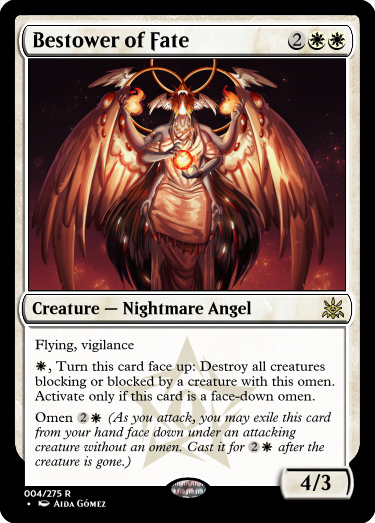 Bestower of Fate 2
Creature — Nightmare Angel
Flying, vigilance
, Turn this card face up: Destroy all creatures
blocking or blocked by a creature with this omen.
Activate only if this card is a face-down omen.
Omen 2 (As you attack, you may exile this card
from your hand face down under an attacking
creature without an omen. Cast it for 2 after the
creature is gone.)
4/3
004/275 R
• Aida Gómez